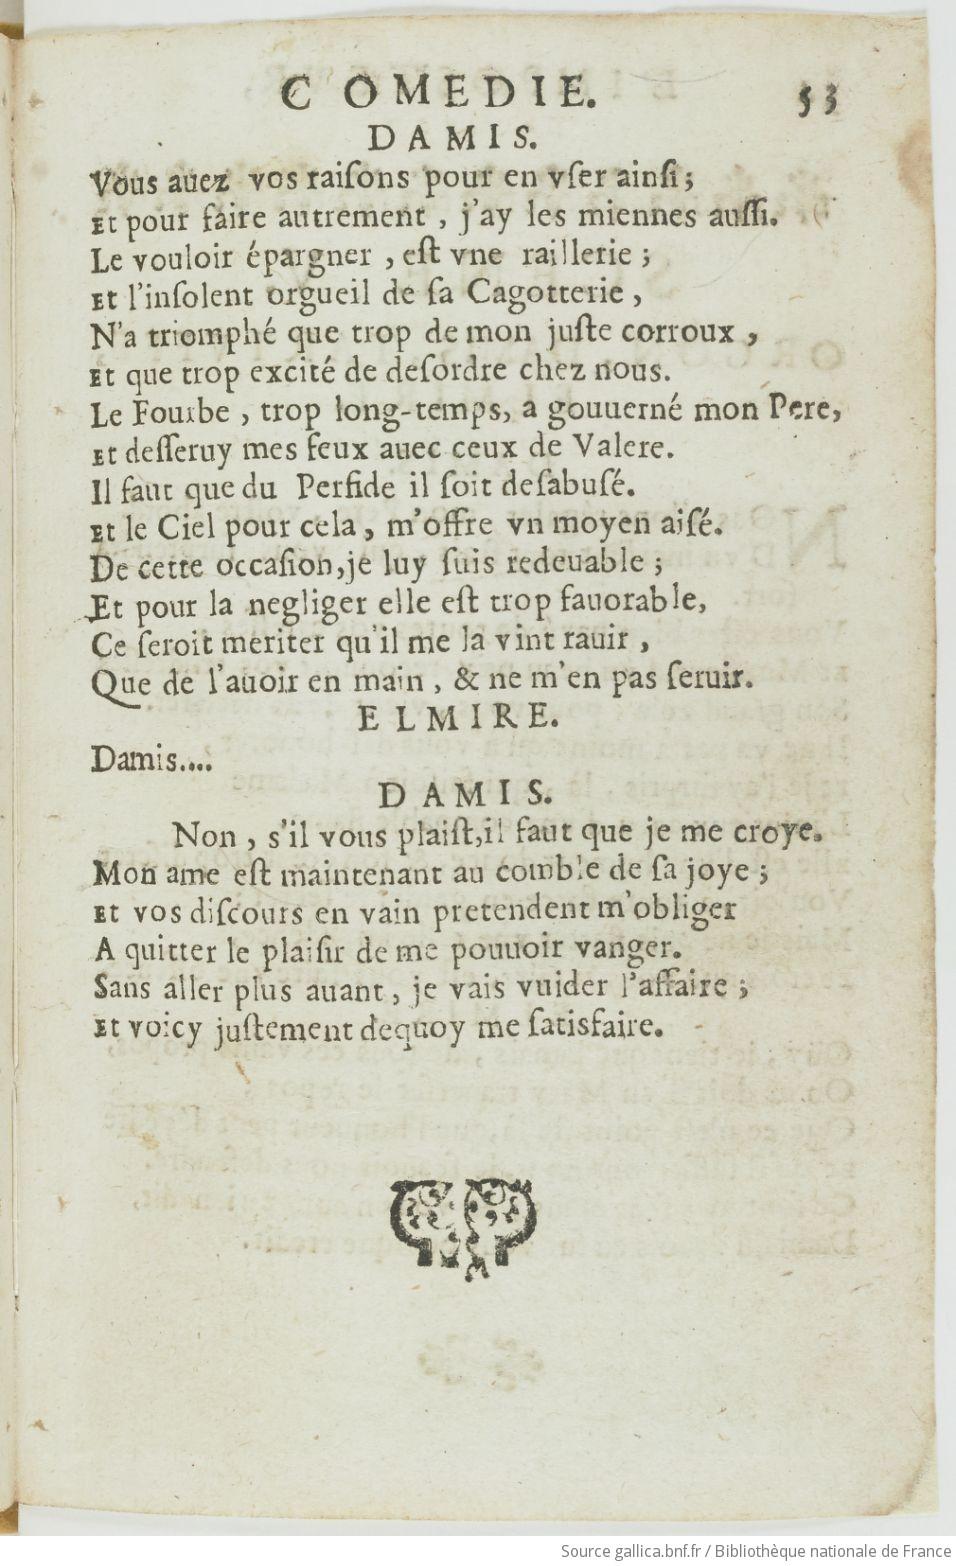 COMEDIE. 53
DAMIS.
Vous auez vos raiſons pour en vſer ainſi;
Et pour faire autrement, j'ay les miennes auſſi.
Le vouloir épargner, eſt vne raillerie;
Et l'inſolent orgueil de ſa Cagotterie,
N'a triomphé que trop de mon juſte corroux,
Et que trop excité de deſordre chez nous.
Le Fourbe, trop long-temps, a gouuerné mon Pere,
Et deſſeruy mes feux auec ceux de Valere.
Il faut que du Perfide il ſoit deſabuſé.
Et le Ciel pour cela, m'offre vn moyen aiſé.
De cette occaſion, je luy ſuis redeuable;
Et pour la negliger elle eſt trop fauorable,
Ce ſeroit meriter qu'il me la vint rauir,
Que de l'auoir en main, & ne m'en pas ſeruir.
ELMIRE.
Damis....
DAMIS.
Non, s'il vous plaiſt, il faut que je me croye.
Mon ame eſt maintenant au comble de ſa joye;
Et vos diſcours en vain pretendent m'obliger
A quitter le plaiſir de me pouuoir vanger.
Sans aller plus auant, je vais vuider l'affaire;
Et voicy juſtement dequoy me ſatisfaire.
Source gallica.bnf.fr / Bibliothèque nationale de France